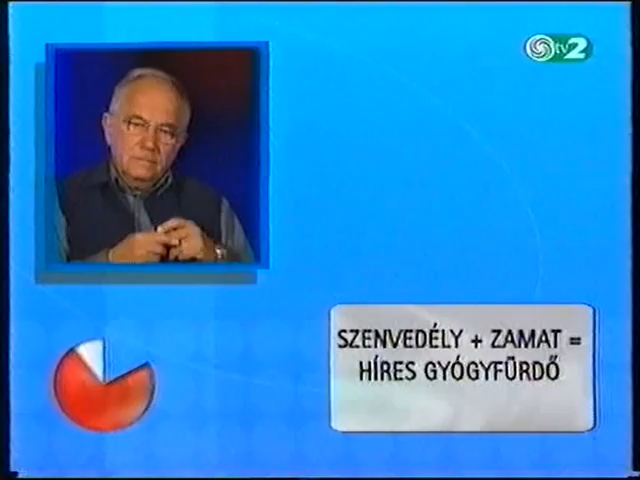 tv2
SZENVEDÉLY + ZAMAT =
HÍRES GYÓGYFÜRDŐ